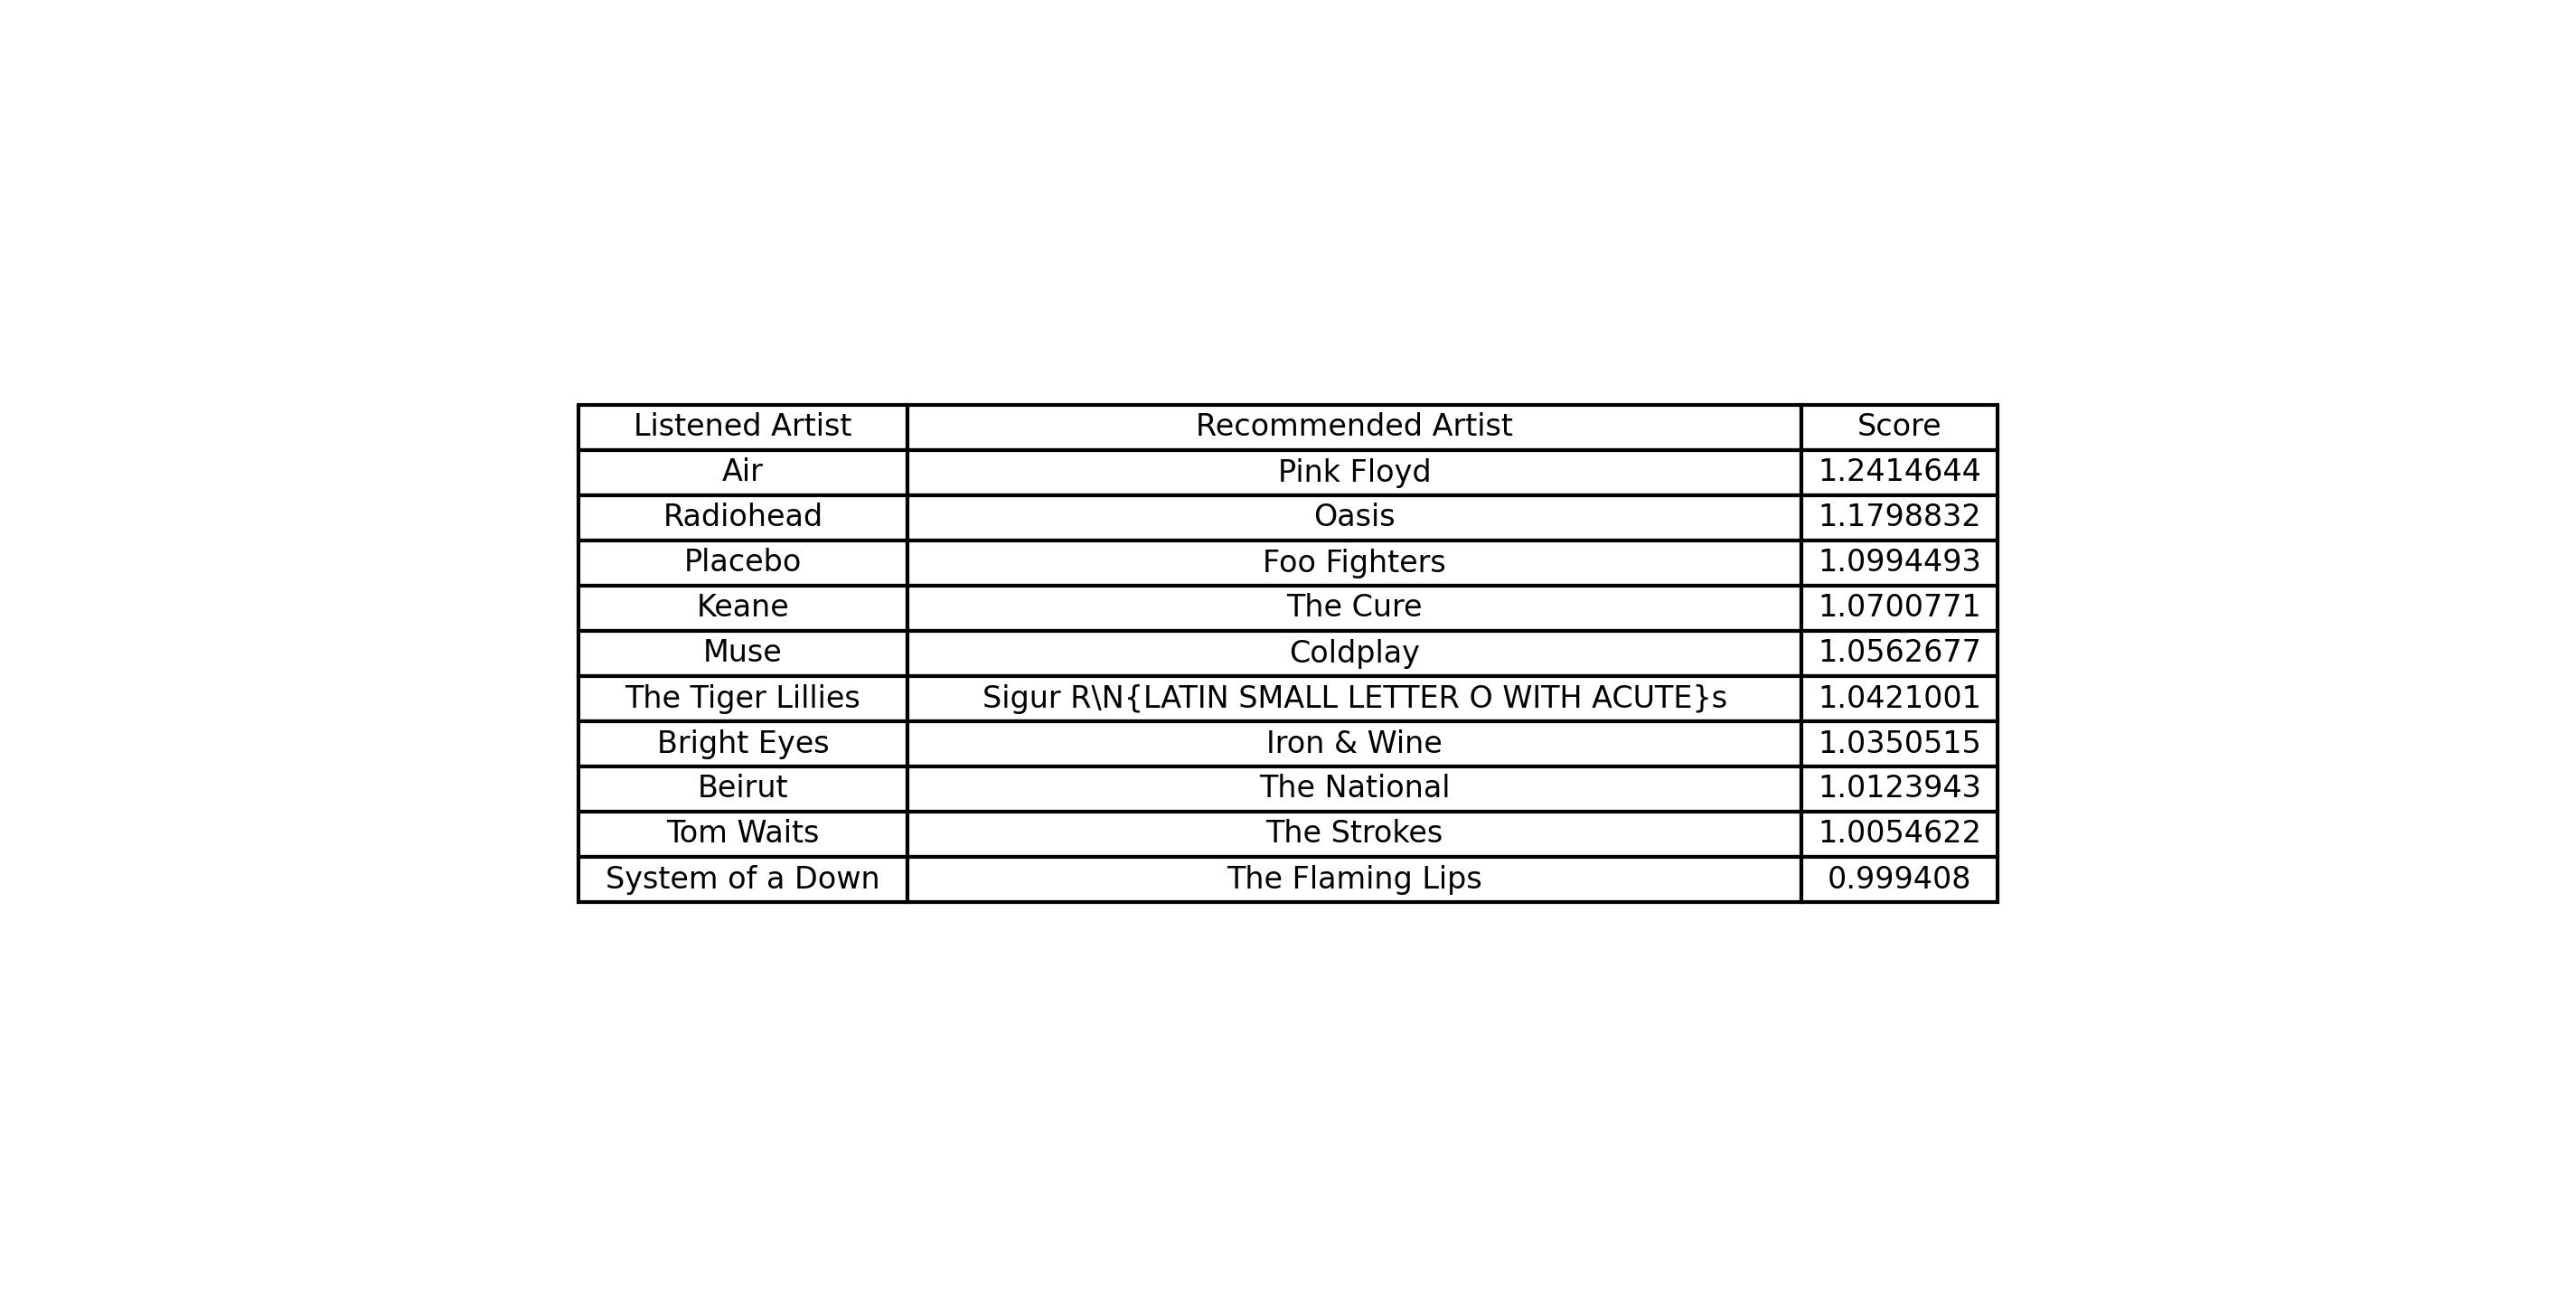 Listened Artist Recommended Artist Score
Air Pink Floyd 1.2414644
Radiohead Oasis 1.1798832
Placebo Foo Fighters 1.0994493
Keane The Cure 1.0700771
Muse Coldplay 1.0562677
The Tiger Lillies Sigur R\N{LATIN SMALL LETTER O WITH ACUTE}s 1.0421001
Bright Eyes Iron & Wine 1.0350515
Beirut The National 1.0123943
Tom Waits The Strokes 1.0054622
System of a Down The Flaming Lips 0.999408